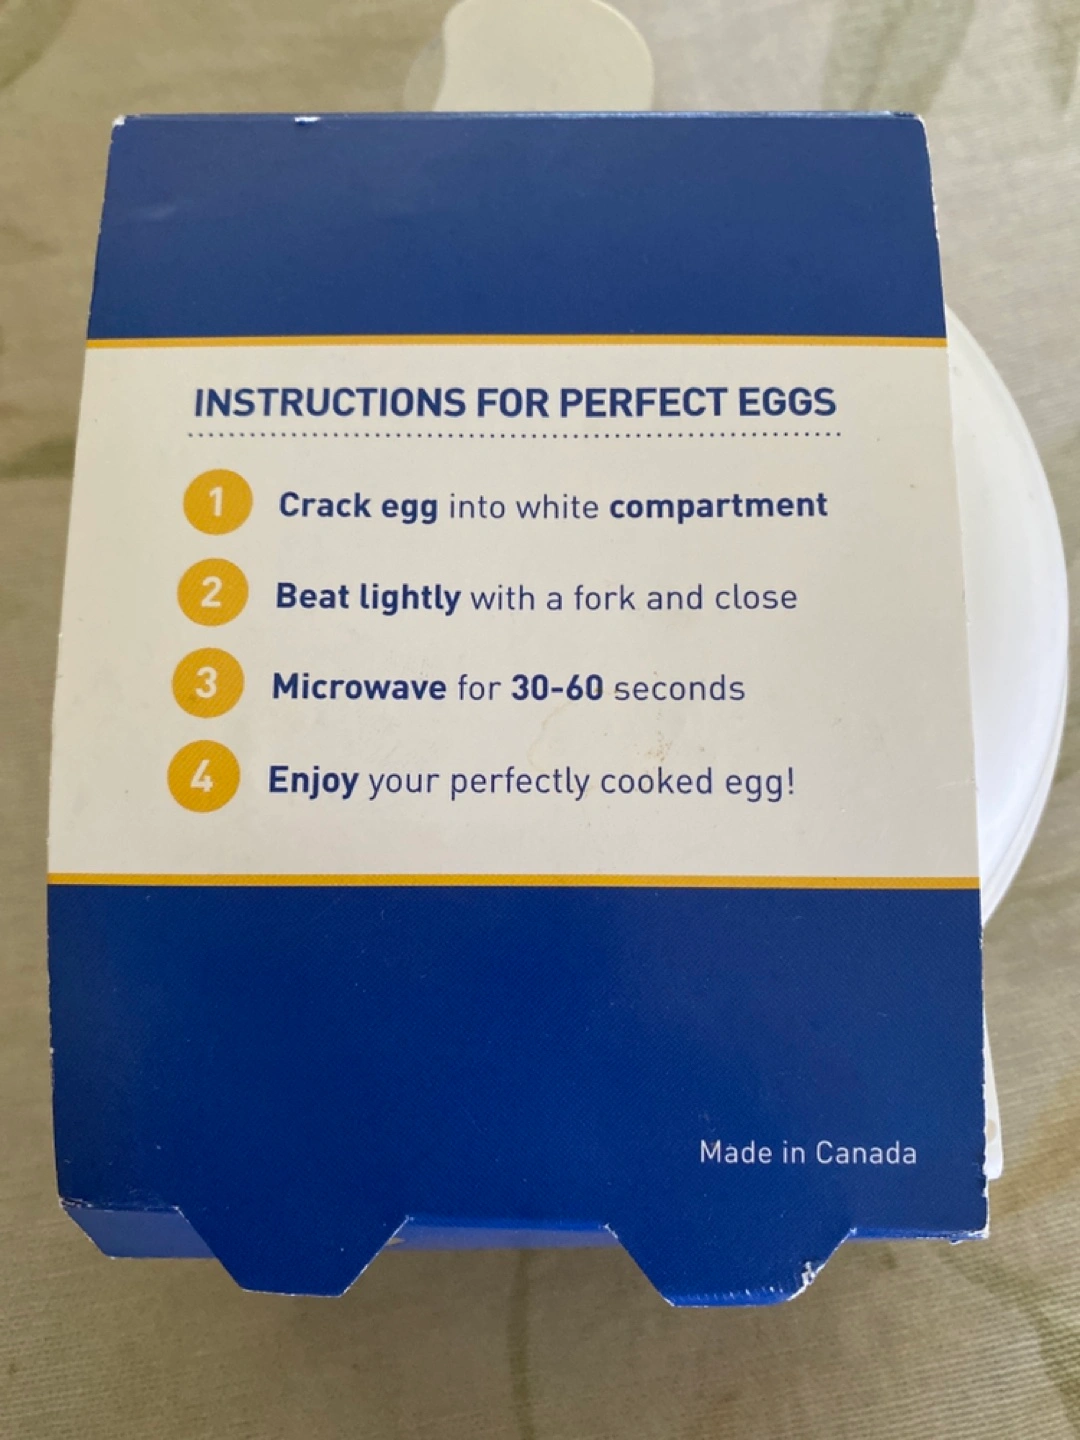 INSTRUCTIONS FOR PERFECT EGGS
1 Crack egg into white compartment
2 Beat lightly with a fork and close
3 Microwave for 30-60 seconds
4 Enjoy your perfectly cooked egg!
Made in Canada